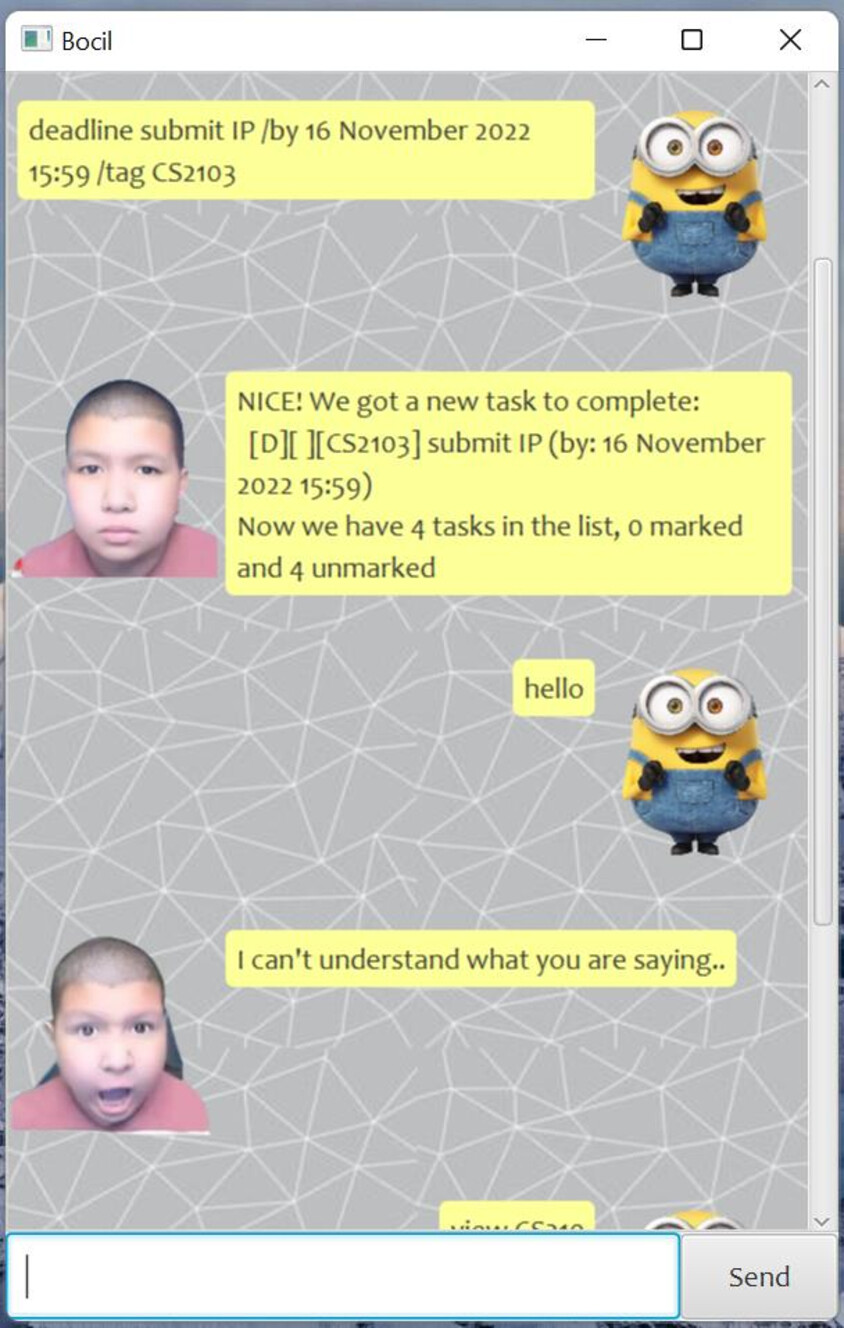 Bocil
deadline submit IP /by 16 November 2022
15:59 /tag CS2103
NICE! We got a new task to complete:
[D][ ][CS2103] submit IP (by: 16 November
2022 15:59)
Now we have 4 tasks in the list, 0 marked
and 4 unmarked
hello
I can't understand what you are saying..
view CS210
Send